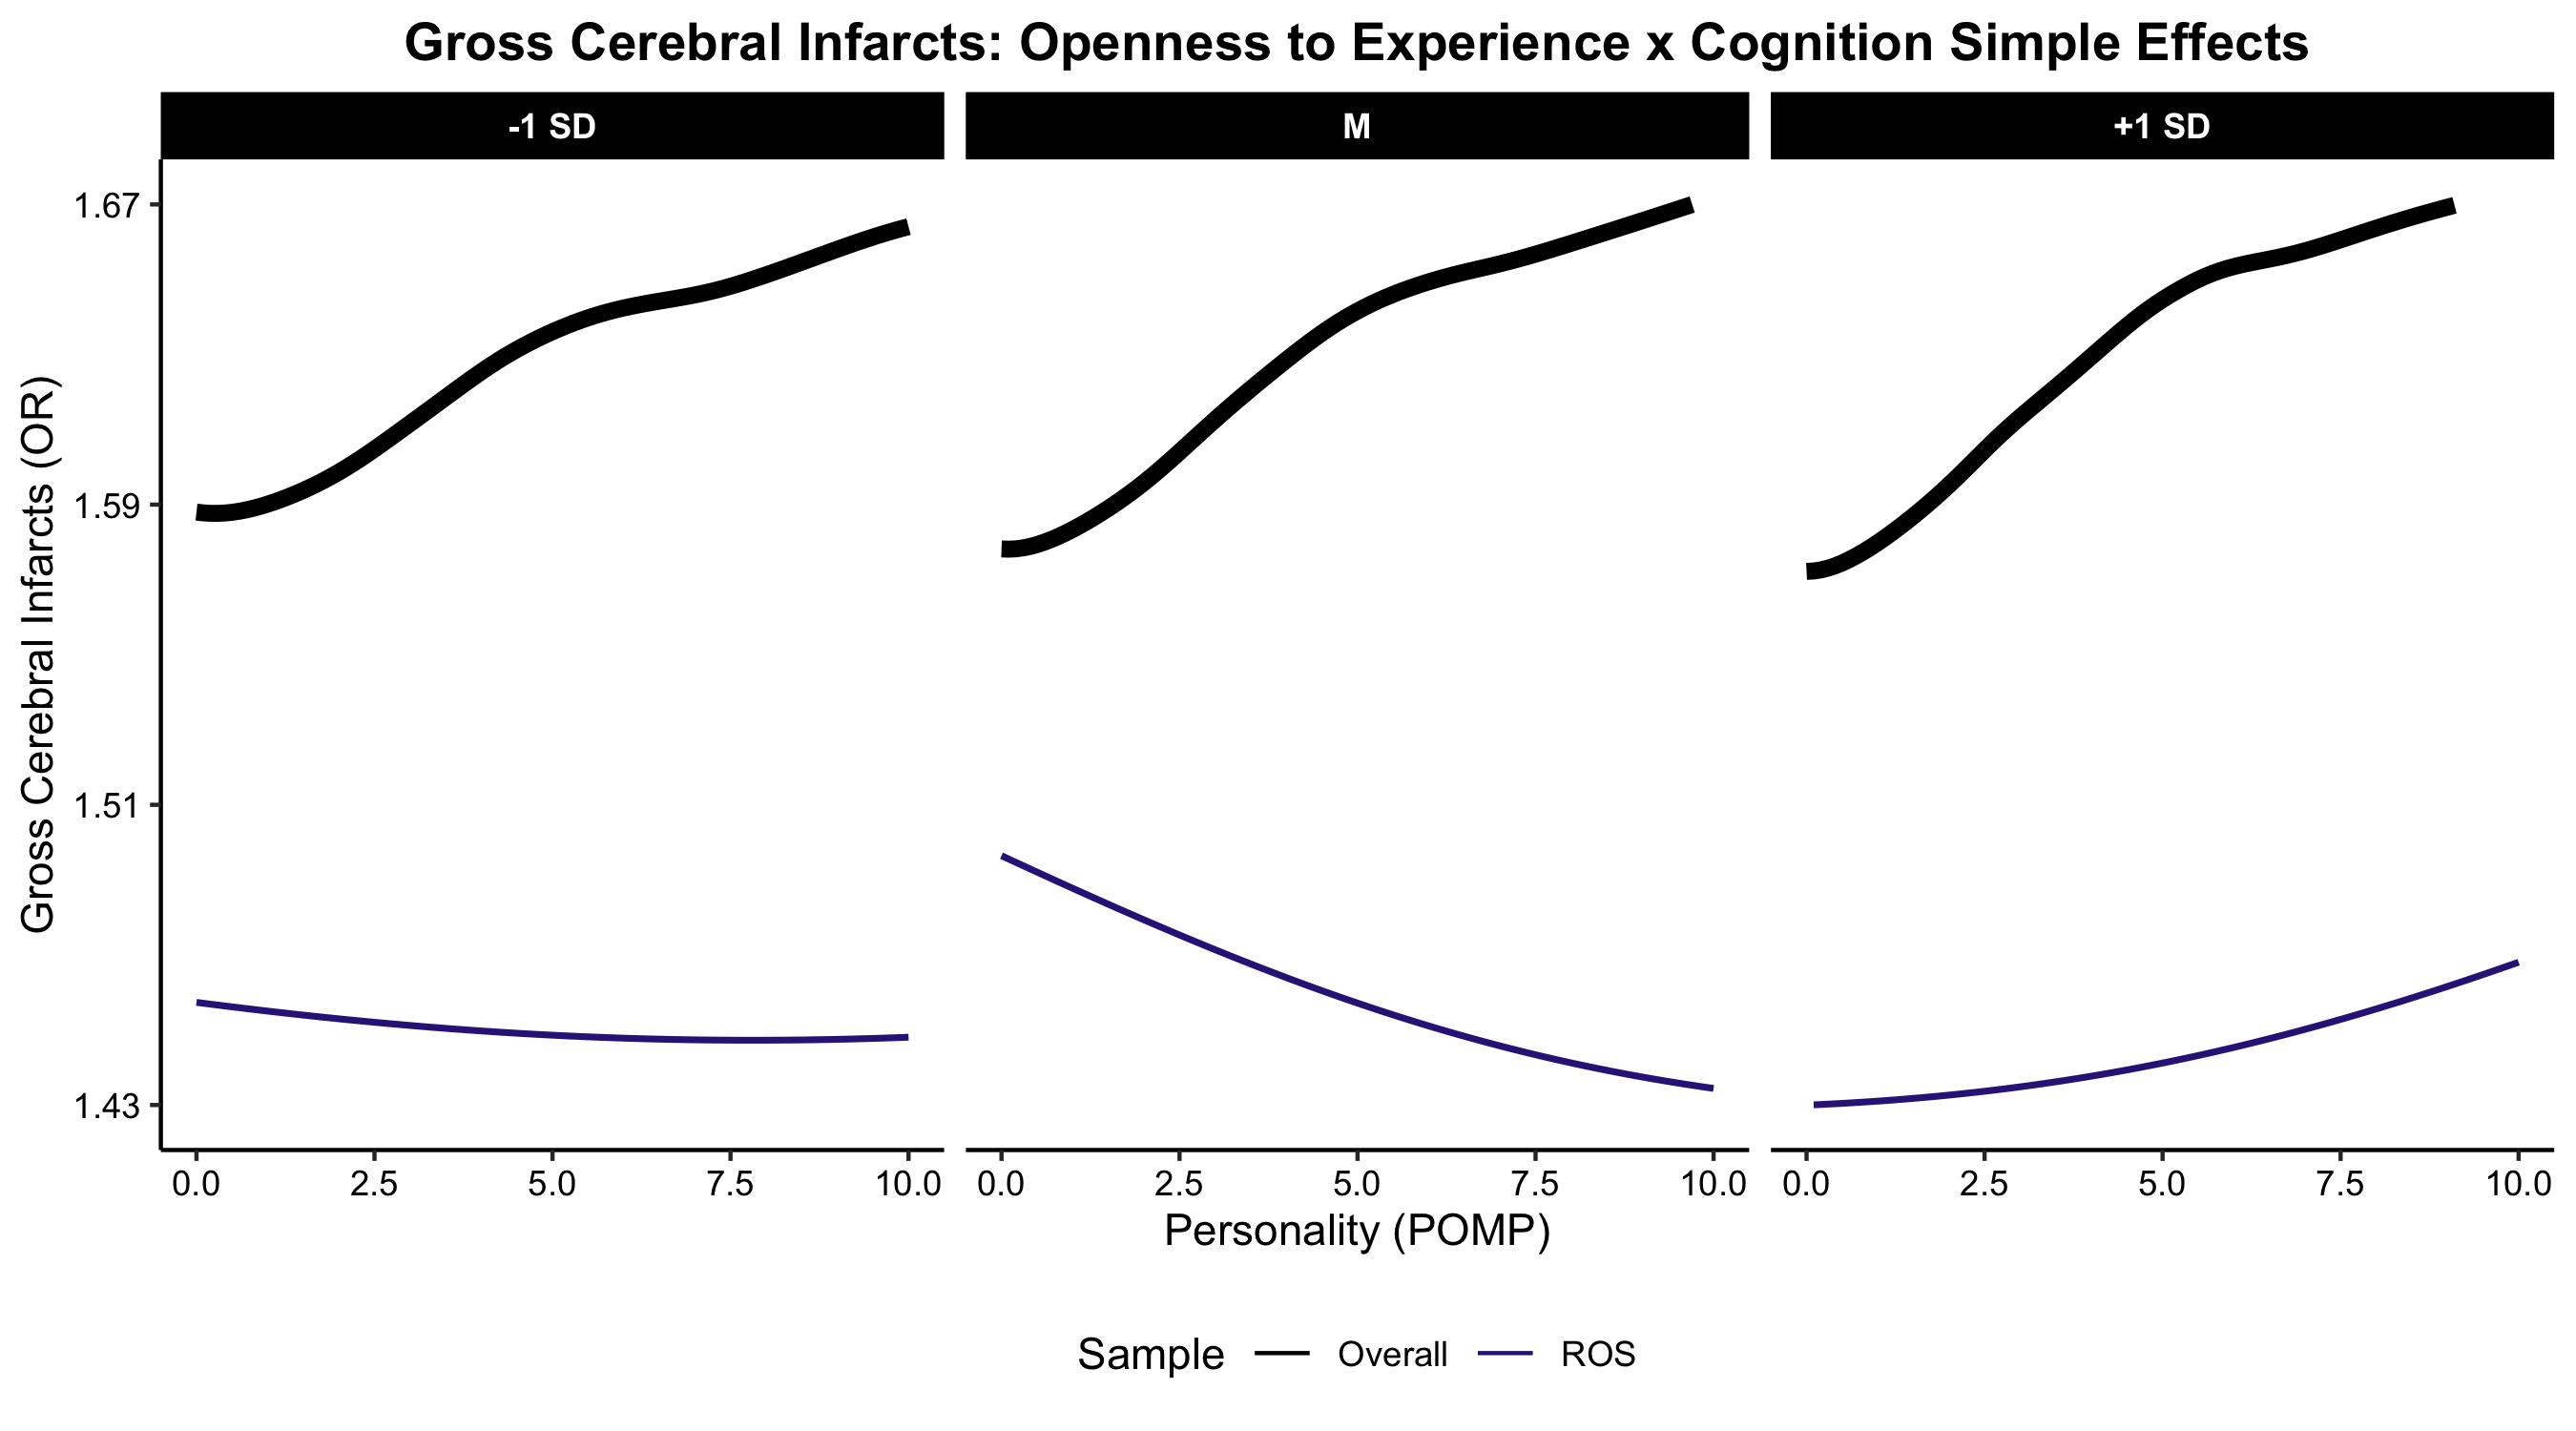 Gross Cerebral Infarcts: Openness to Experience x Cognition Simple Effects
-1 SD M +1 SD
Gross Cerebral Infarcts (OR)
1.67
1.59
1.51
1.43
0.0 2.5 5.0 7.5 10.0 0.0 2.5 5.0 7.5 10.0 0.0 2.5 5.0 7.5 10.0
Personality (POMP)
Sample Overall ROS